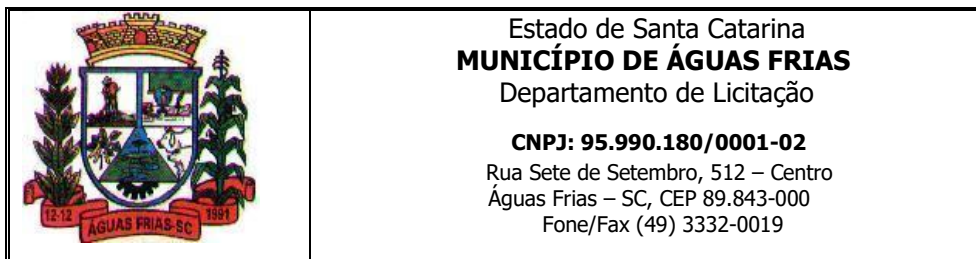 12-12
ÁGUAS FRIAS-SC
1991
Estado de Santa Catarina
MUNICÍPIO DE ÁGUAS FRIAS
Departamento de Licitação
CNPJ: 95.990.180/0001-02
Rua Sete de Setembro, 512 – Centro
Águas Frias – SC, CEP 89.843-000
Fone/Fax (49) 3332-0019